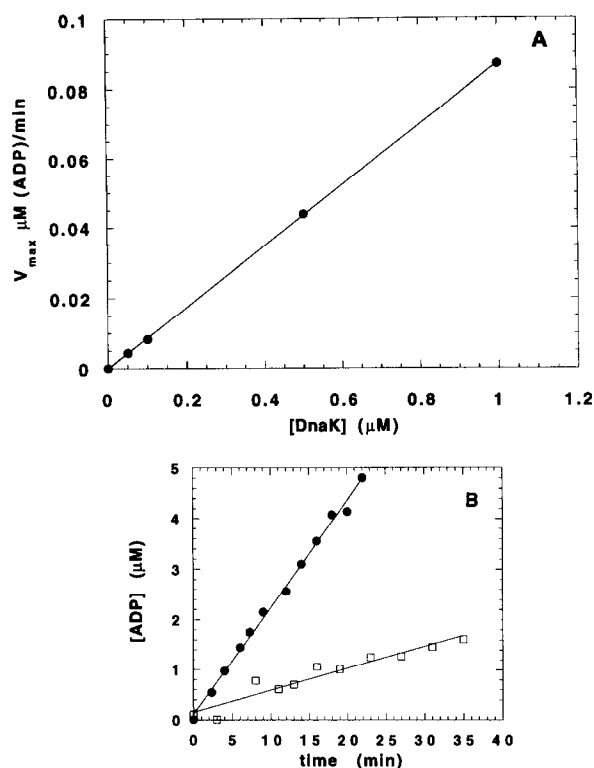 A
V max μM (ADP)/min
0.1
0.08
0.06
0.04
0.02
0
0 0.2 0.4 0.6 0.8 1 1.2
[DnaK] (μM)
B
[ADP] (μM)
5
4
3
2
1
0
0 5 10 15 20 25 30 35 40
time (min)